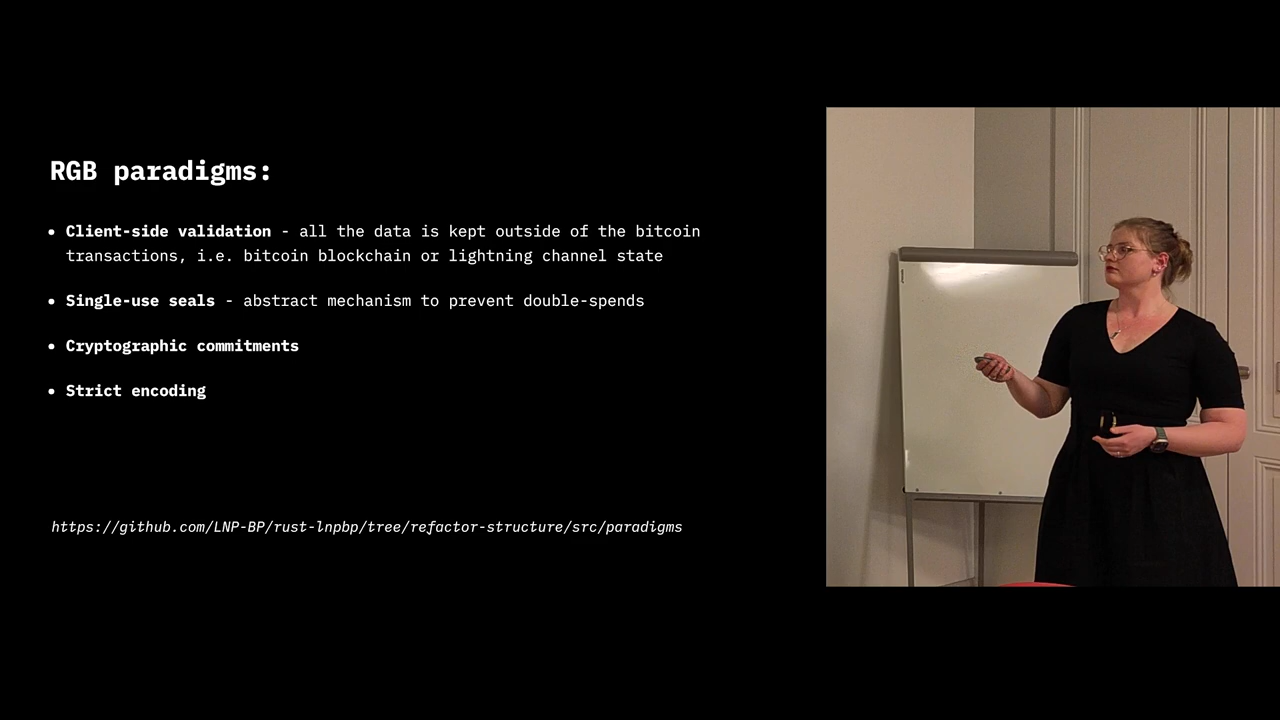 RGB paradigms:
• Client-side validation - all the data is kept outside of the bitcoin
transactions, i.e. bitcoin blockchain or lightning channel state
• Single-use seals - abstract mechanism to prevent double-spends
• Cryptographic commitments
• Strict encoding
https://github.com/LNP-BP/rust-lnpbp/tree/refactor-structure/src/paradigms